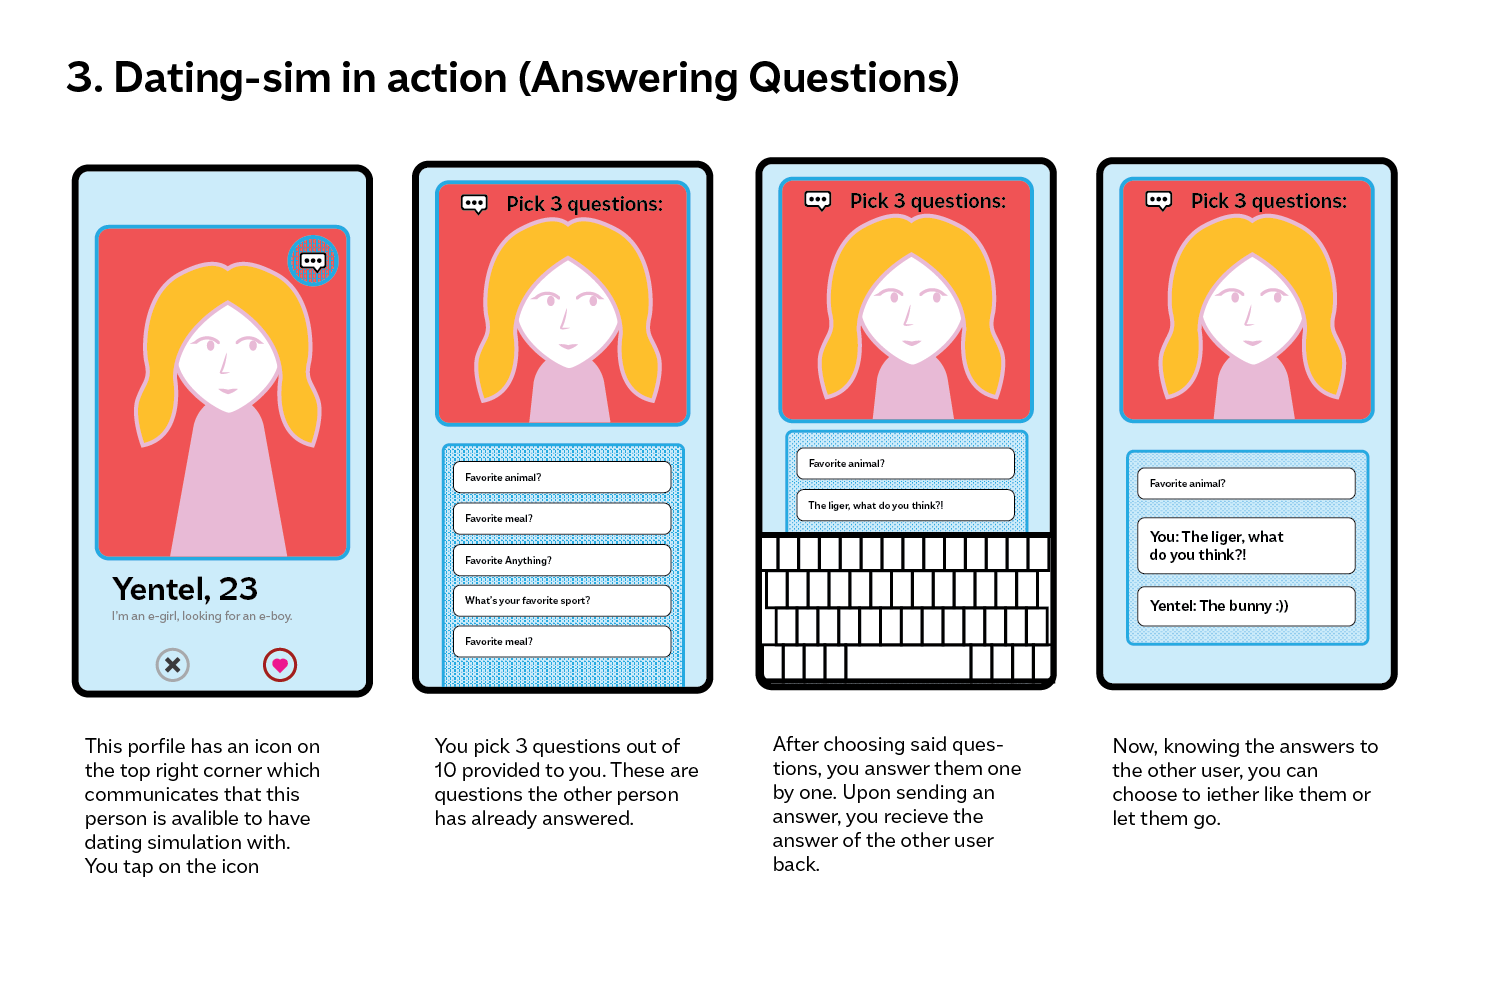 3. Dating-sim in action (Answering Questions)
Yentel, 23
I'm an e-girl, looking for an e-boy.
This porfile has an icon on
the top right corner which
communicates that this
person is avalible to have
dating simulation with.
You tap on the icon
Pick 3 questions:
Favorite animal?
Favorite meal?
Favorite Anything?
What's your favorite sport?
Favorite meal?
You pick 3 questions out of
10 provided to you. These are
questions the other person
has already answered.
Pick 3 questions:
Favorite animal?
The liger, what do you think?!
After choosing said ques-
tions, you answer them one
by one. Upon sending an
answer, you recieve the
answer of the other user
back.
Pick 3 questions:
Favorite animal?
You: The liger, what
do you think?!
Yentel: The bunny :))
Now, knowing the answers to
the other user, you can
choose to iether like them or
let them go.